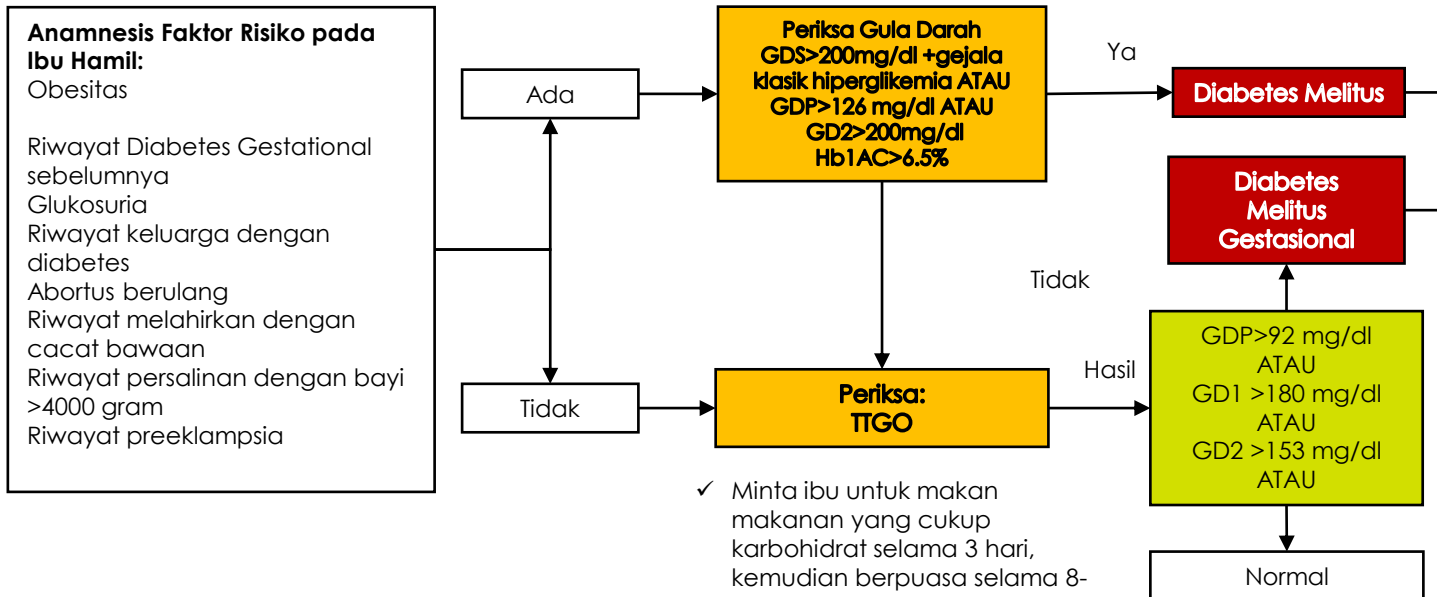 Anamnesis Faktor Risiko pada
Ibu Hamil:
Obesitas
Riwayat Diabetes Gestational
sebelumnya
Glukosuria
Riwayat keluarga dengan
diabetes
Abortus berulang
Riwayat melahirkan dengan
cacat bawaan
Riwayat persalinan dengan bayi
>4000 gram
Riwayat preeklampsia
Ada
Tidak
Periksa Gula Darah
GDS>200mg/dl +gejala
klasik hiperglikemia ATAU
GDP>126 mg/dl ATAU
GD2>200mg/dl
Hb1AC>6.5%
Ya
Diabetes Melitus
Diabetes
Melitus
Gestasional
Tidak
Periksa:
TTGO
Hasil
GDP>92 mg/dl
ATAU
GD1 >180 mg/dl
ATAU
GD2 >153 mg/dl
ATAU
Normal
✓ Minta ibu untuk makan
makanan yang cukup
karbohidrat selama 3 hari,
kemudian berpuasa selama 8-